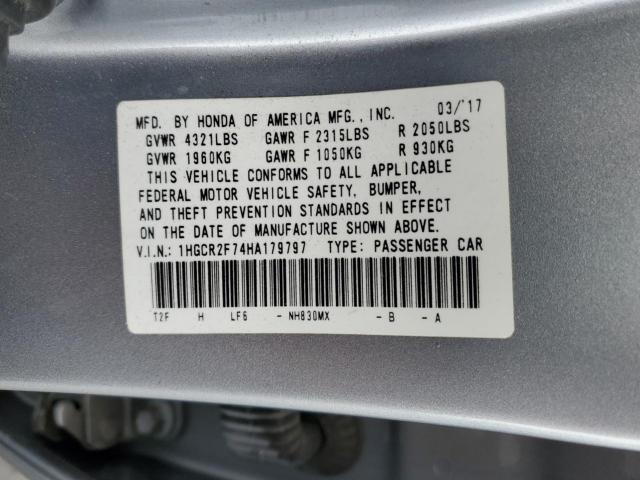 MFD. BY HONDA OF AMERICA MFG., INC. 03/'17
GVWR 4321LBS GAWR F 2315LBS R 2050LBS
GVWR 1960KG GAWR F 1050KG R 930KG
THIS VEHICLE CONFORMS TO ALL APPLICABLE
FEDERAL MOTOR VEHICLE SAFETY, BUMPER,
AND THEFT PREVENTION STANDARDS IN EFFECT
ON THE DATE OF MANUFACTURE SHOWN ABOVE.
V.I.N.: 1HGCR2F74HA179797 TYPE: PASSENGER CAR
T2F H LF6 - NH830MX - B - A